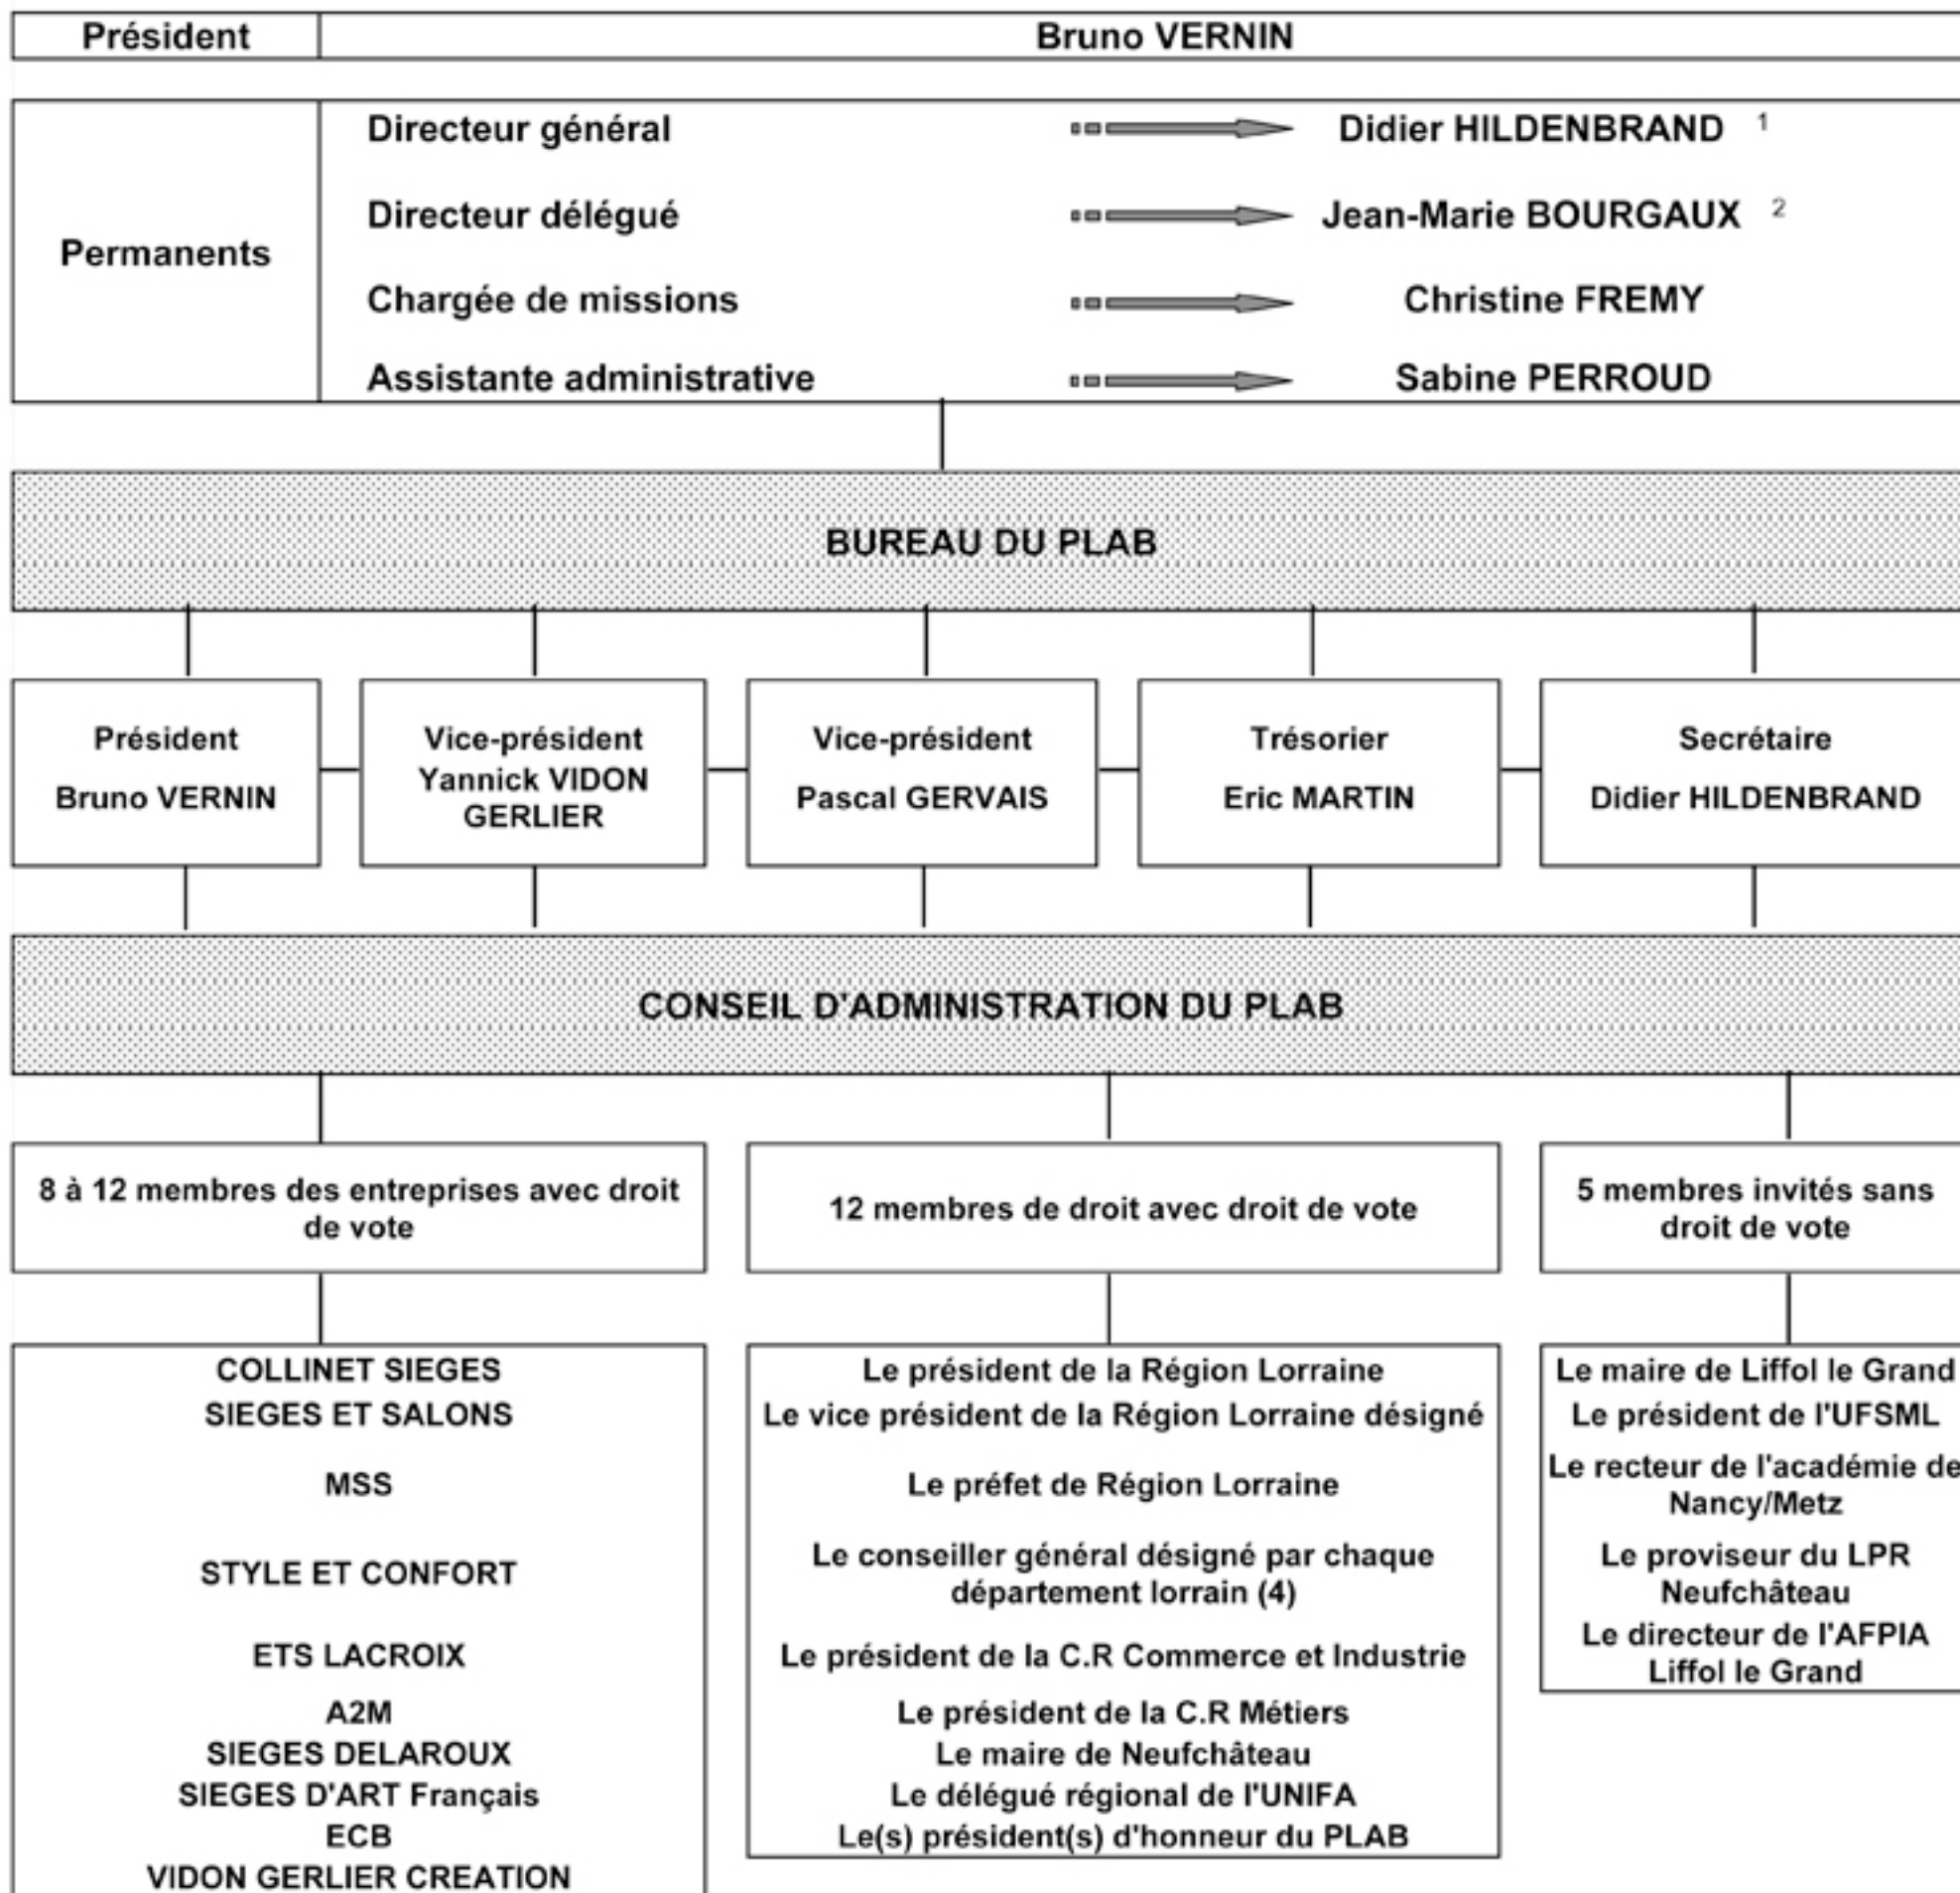 Président Bruno VERNIN
Permanents
Directeur général Didier HILDENBRAND 1
Directeur délégué Jean-Marie BOURGAUX 2
Chargée de missions Christine FREMY
Assistante administrative Sabine PERROUD
BUREAU DU PLAB
Président
Bruno VERNIN
Vice-président
Yannick VIDON
GERLIER
Vice-président
Pascal GERVAIS
Trésorier
Eric MARTIN
Secrétaire
Didier HILDENBRAND
CONSEIL D'ADMINISTRATION DU PLAB
8 à 12 membres des entreprises avec droit
de vote
12 membres de droit avec droit de vote
5 membres invités sans
droit de vote
COLLINET SIEGES
SIEGES ET SALONS
MSS
STYLE ET CONFORT
ETS LACROIX
A2M
SIEGES DELAROUX
SIEGES D'ART Français
ECB
VIDON GERLIER CREATION
Le président de la Région Lorraine
Le vice président de la Région Lorraine désigné
Le préfet de Région Lorraine
Le conseiller général désigné par chaque
département lorrain (4)
Le président de la C.R Commerce et Industrie
Le président de la C.R Métiers
Le maire de Neufchâteau
Le délégué régional de l'UNIFA
Le(s) président(s) d'honneur du PLAB
Le maire de Liffol le Grand
Le président de l'UFSML
Le recteur de l'académie de
Nancy/Metz
Le proviseur du LPR
Neufchâteau
Le directeur de l'AFPIA
Liffol le Grand